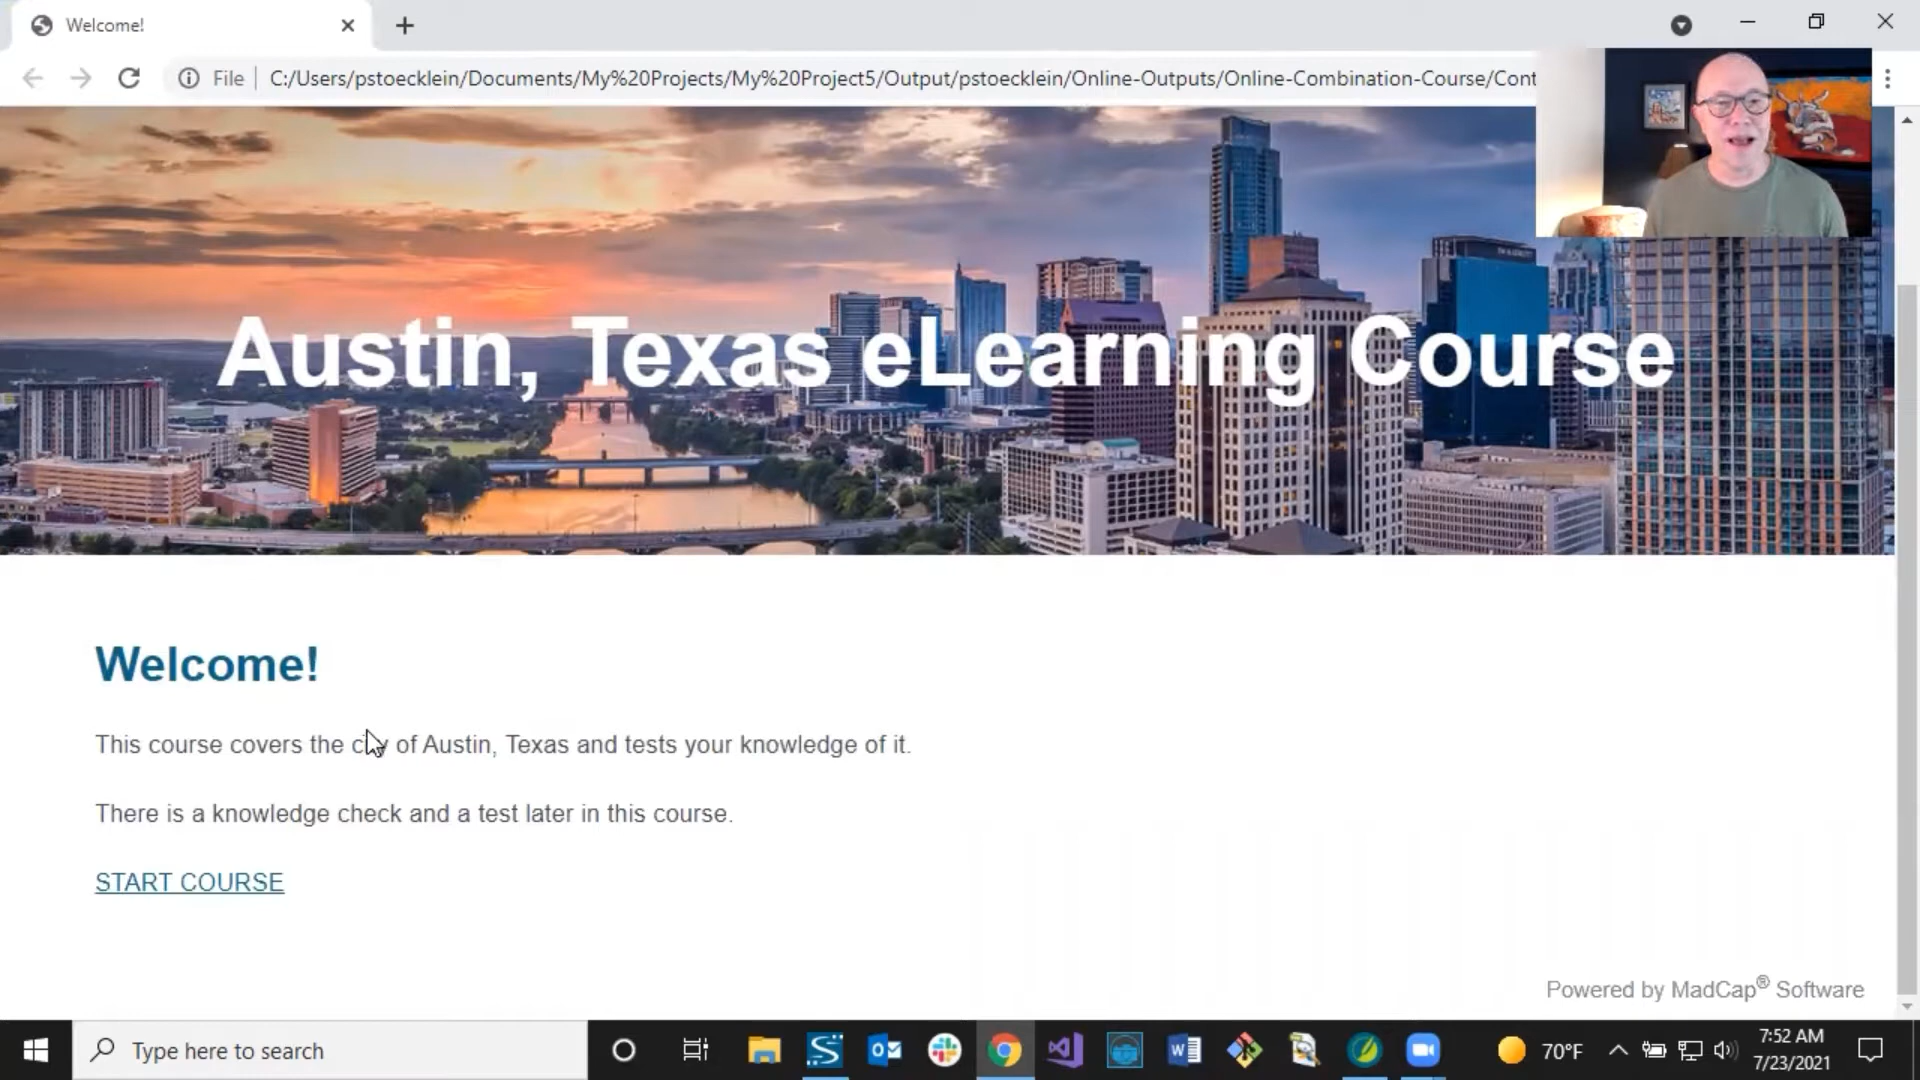 Welcome!
File
C:/Users/pstoecklein/Documents/My%20Projects/My%20Project5/Output/pstoecklein/Online-Outputs/Online-Combination-Course/Cont
Austin, Texas eLearning Course
Welcome!
This course covers the city of Austin, Texas and tests your knowledge of it.
There is a knowledge check and a test later in this course.
START COURSE
Powered by MadCap® Software
Type here to search
70°F
7:52 AM
7/23/2021